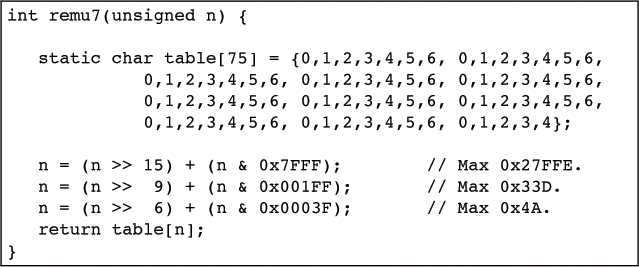 int remu7(unsigned n) {
static char table[75] = {0,1,2,3,4,5,6, 0,1,2,3,4,5,6,
0,1,2,3,4,5,6, 0,1,2,3,4,5,6, 0,1,2,3,4,5,6,
0,1,2,3,4,5,6, 0,1,2,3,4,5,6, 0,1,2,3,4,5,6,
0,1,2,3,4,5,6, 0,1,2,3,4,5,6, 0,1,2,3,4};
n = (n >> 15) + (n & 0x7FFF); // Max 0x27FFE.
n = (n >> 9) + (n & 0x001FF); // Max 0x33D.
n = (n >> 6) + (n & 0x0003F); // Max 0x4A.
return table[n];
}